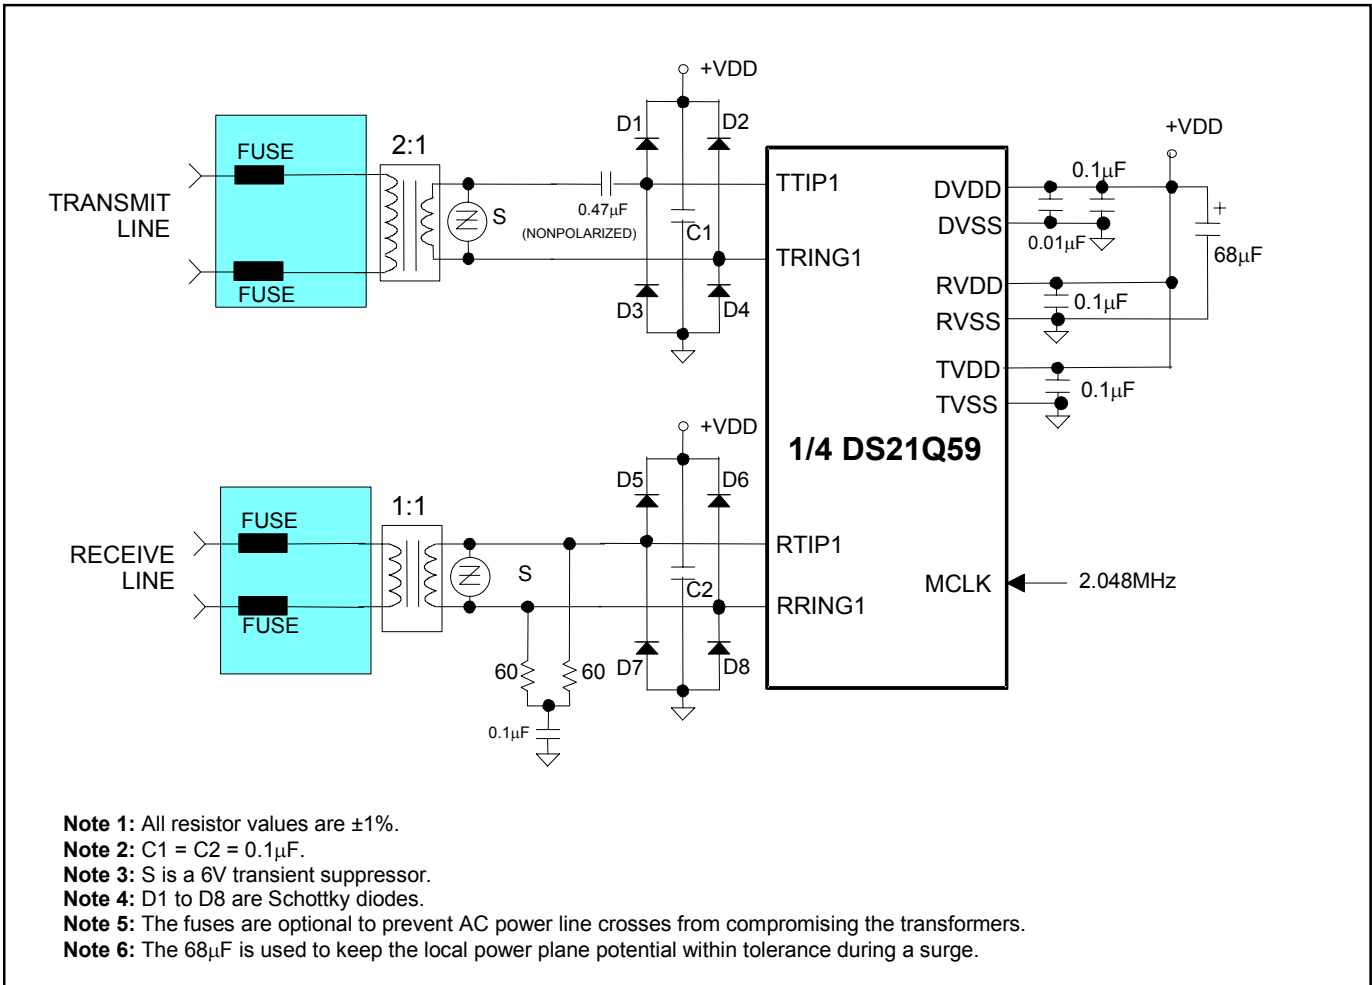 +VDD
D1
D2
+VDD
FUSE
2:1
TRANSMIT
LINE
S
0.47μF
(NONPOLARIZED)
C1
TTIP1
TRING1
FUSE
D3
D4
DVDD
0.1μF
DVSS
0.01μF
+
68μF
RVDD
0.1μF
RVSS
TVDD
0.1μF
TVSS
1/4 DS21Q59
+VDD
D5
D6
FUSE
1:1
RECEIVE
LINE
S
C2
RTIP1
RRING1
FUSE
60
60
D7
D8
0.1μF
MCLK
2.048MHz
Note 1: All resistor values are ±1%.
Note 2: C1 = C2 = 0.1μF.
Note 3: S is a 6V transient suppressor.
Note 4: D1 to D8 are Schottky diodes.
Note 5: The fuses are optional to prevent AC power line crosses from compromising the transformers.
Note 6: The 68μF is used to keep the local power plane potential within tolerance during a surge.